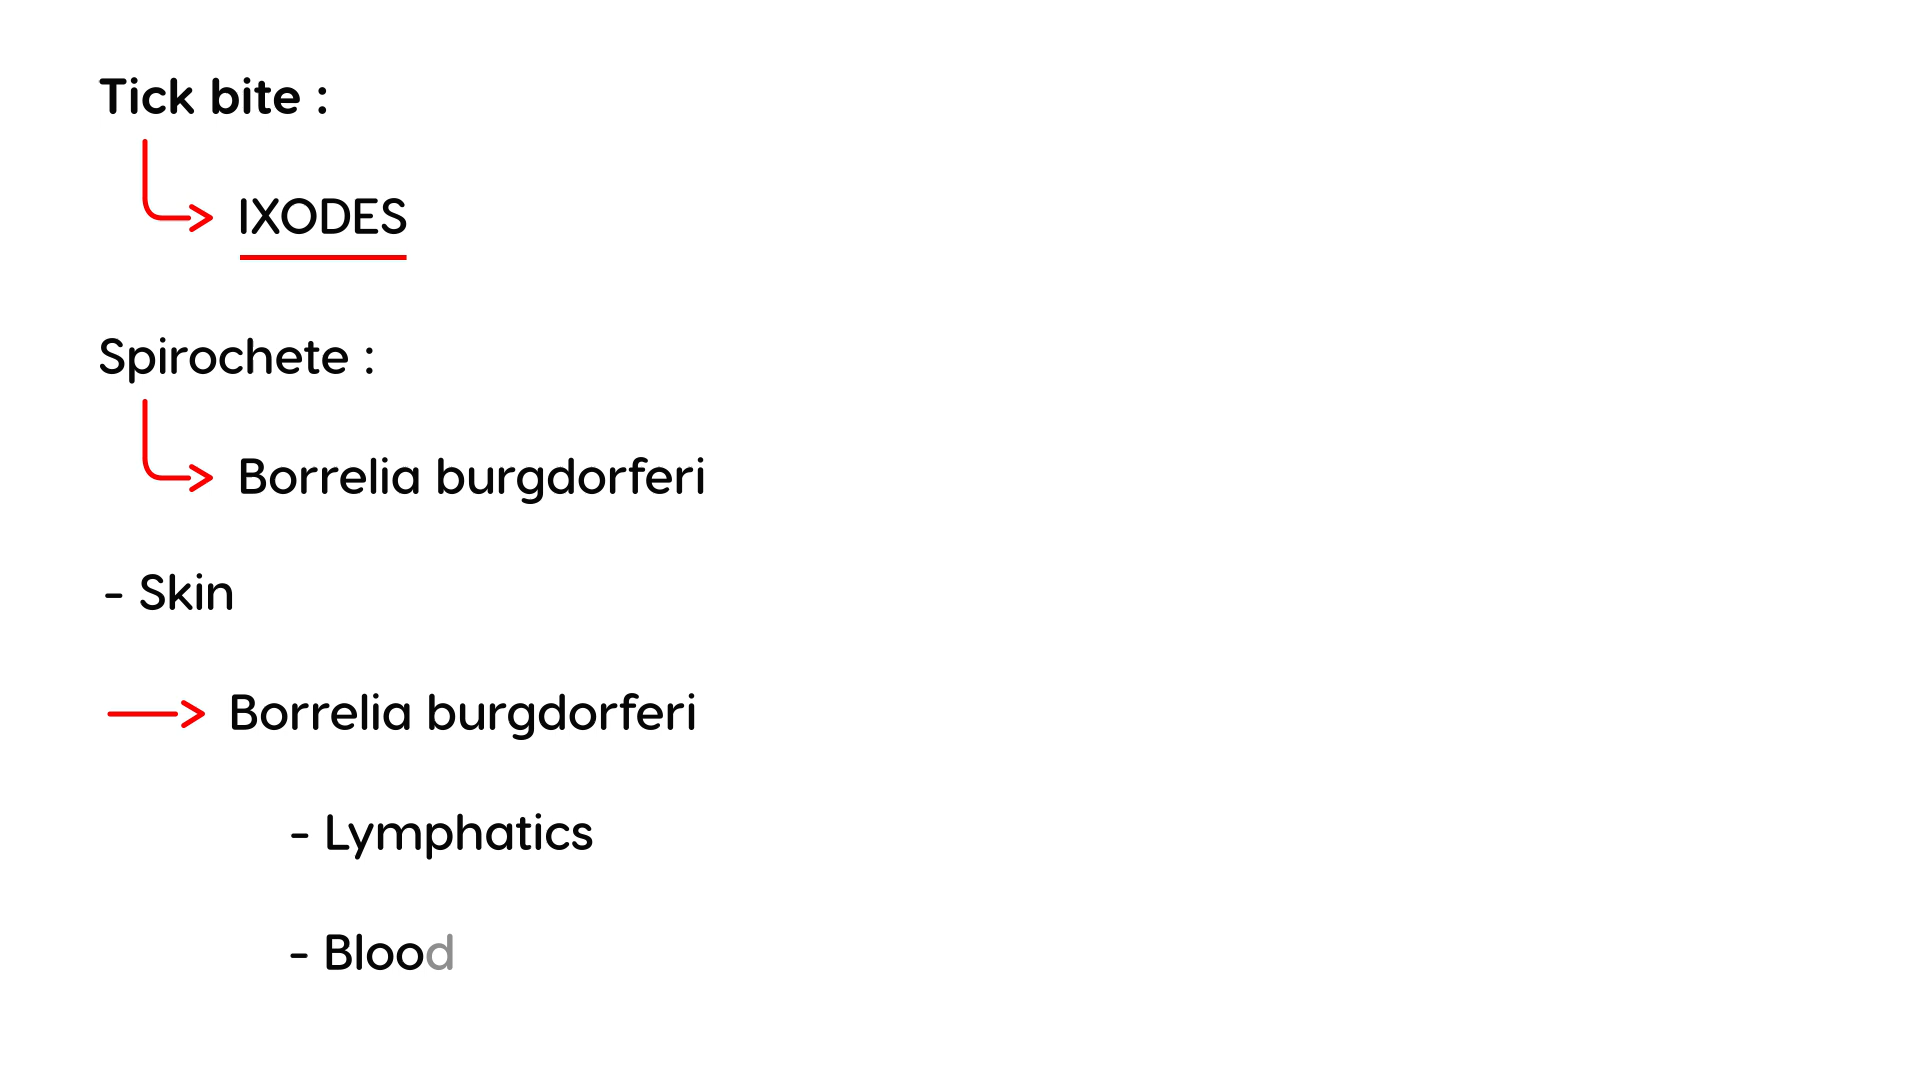 Tick bite :
IXODES
Spirochete :
Borrelia burgdorferi
- Skin
Borrelia burgdorferi
- Lymphatics
- Blood